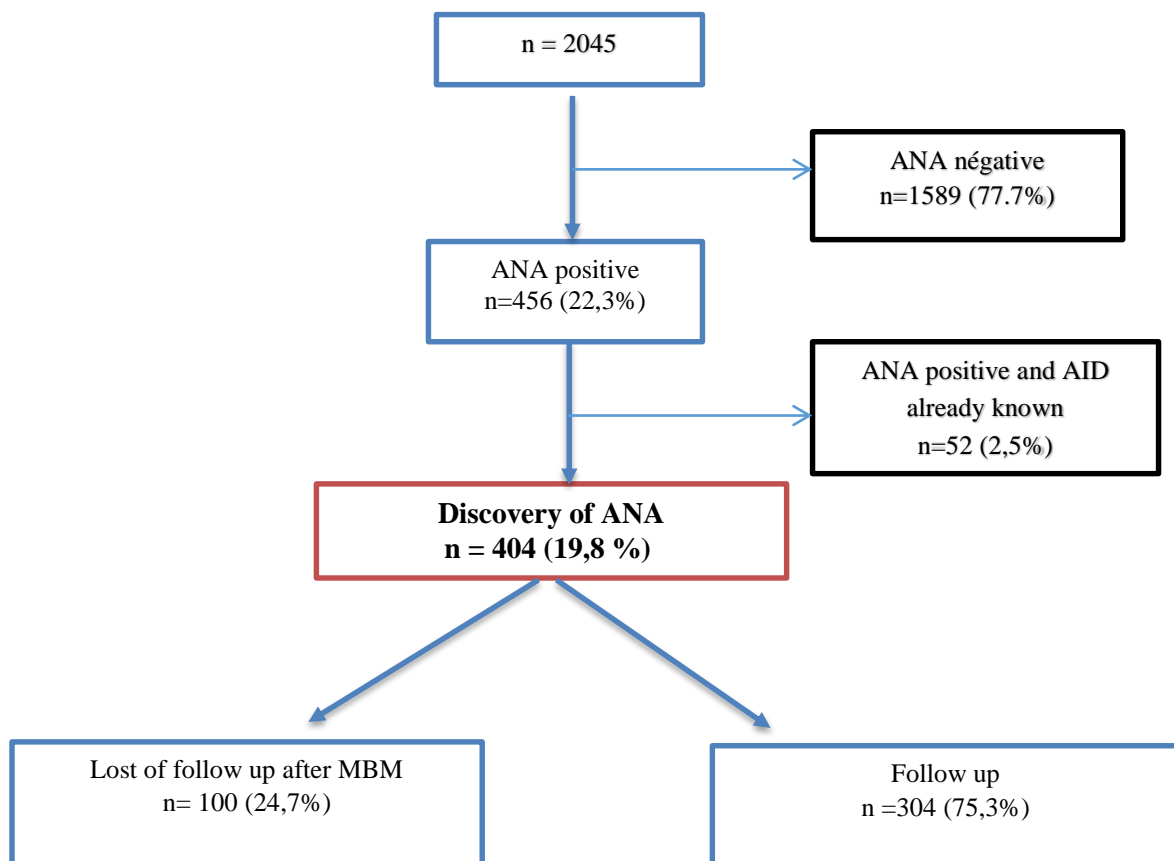 n = 2045
ANA négative
n=1589 (77.7%)
ANA positive
n=456 (22,3%)
ANA positive and AID
already known
n=52 (2,5%)
Discovery of ANA
n = 404 (19,8 %)
Lost of follow up after MBM
n= 100 (24,7%)
Follow up
n =304 (75,3%)